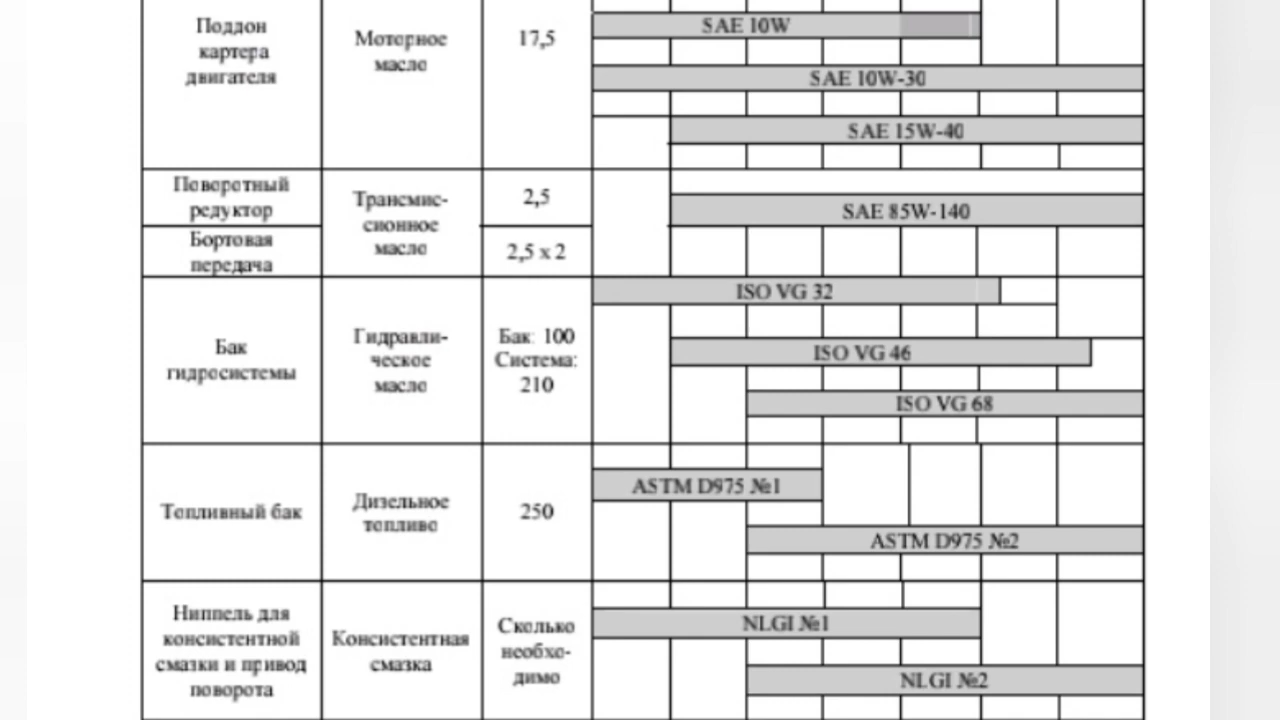 Поддон
картера
двигателя
Моторное
масло
17,5
SAE 10W
SAE 10W-30
SAE 15W-40
Поворотный
редуктор
Трансмис-
сионное
масло
2,5
SAE 85W-140
Бортовая
передача
2,5 x 2
Бак
гидросистемы
Гидравли-
ческое
масло
Бак: 100
Система:
210
ISO VG 32
ISO VG 46
ISO VG 68
Топливный бак
Дизельное
топливо
250
ASTM D975 №1
ASTM D975 №2
Ниппель для
консистентной
смазки и привод
поворота
Консистентная
смазка
Сколько
необхо-
димо
NLGI №1
NLGI №2